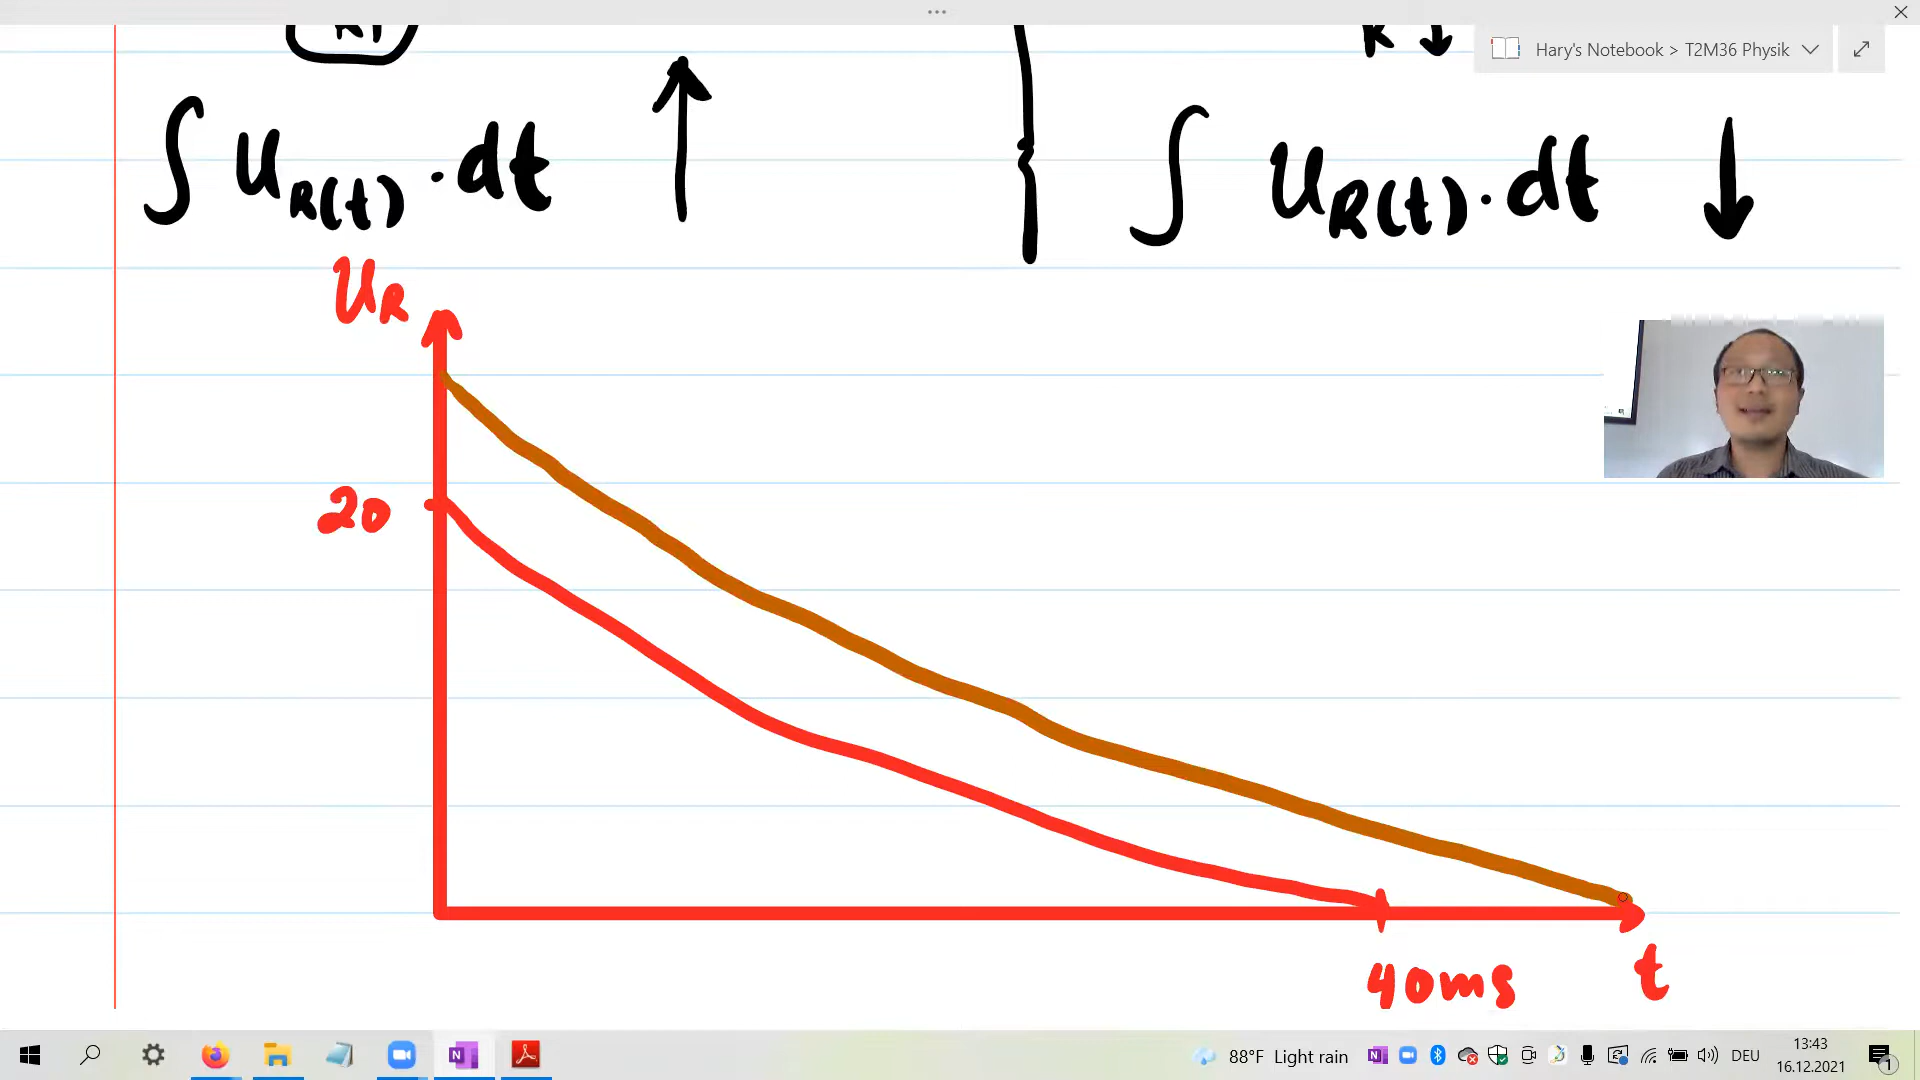 Hary's Notebook > T2M36 Physik
R ↓
∫ U_R(t) · dt ↑
∫ U_R(t) · dt ↓
U_R
20
40ms
t
88°F Light rain
DEU
13:43
16.12.2021
1